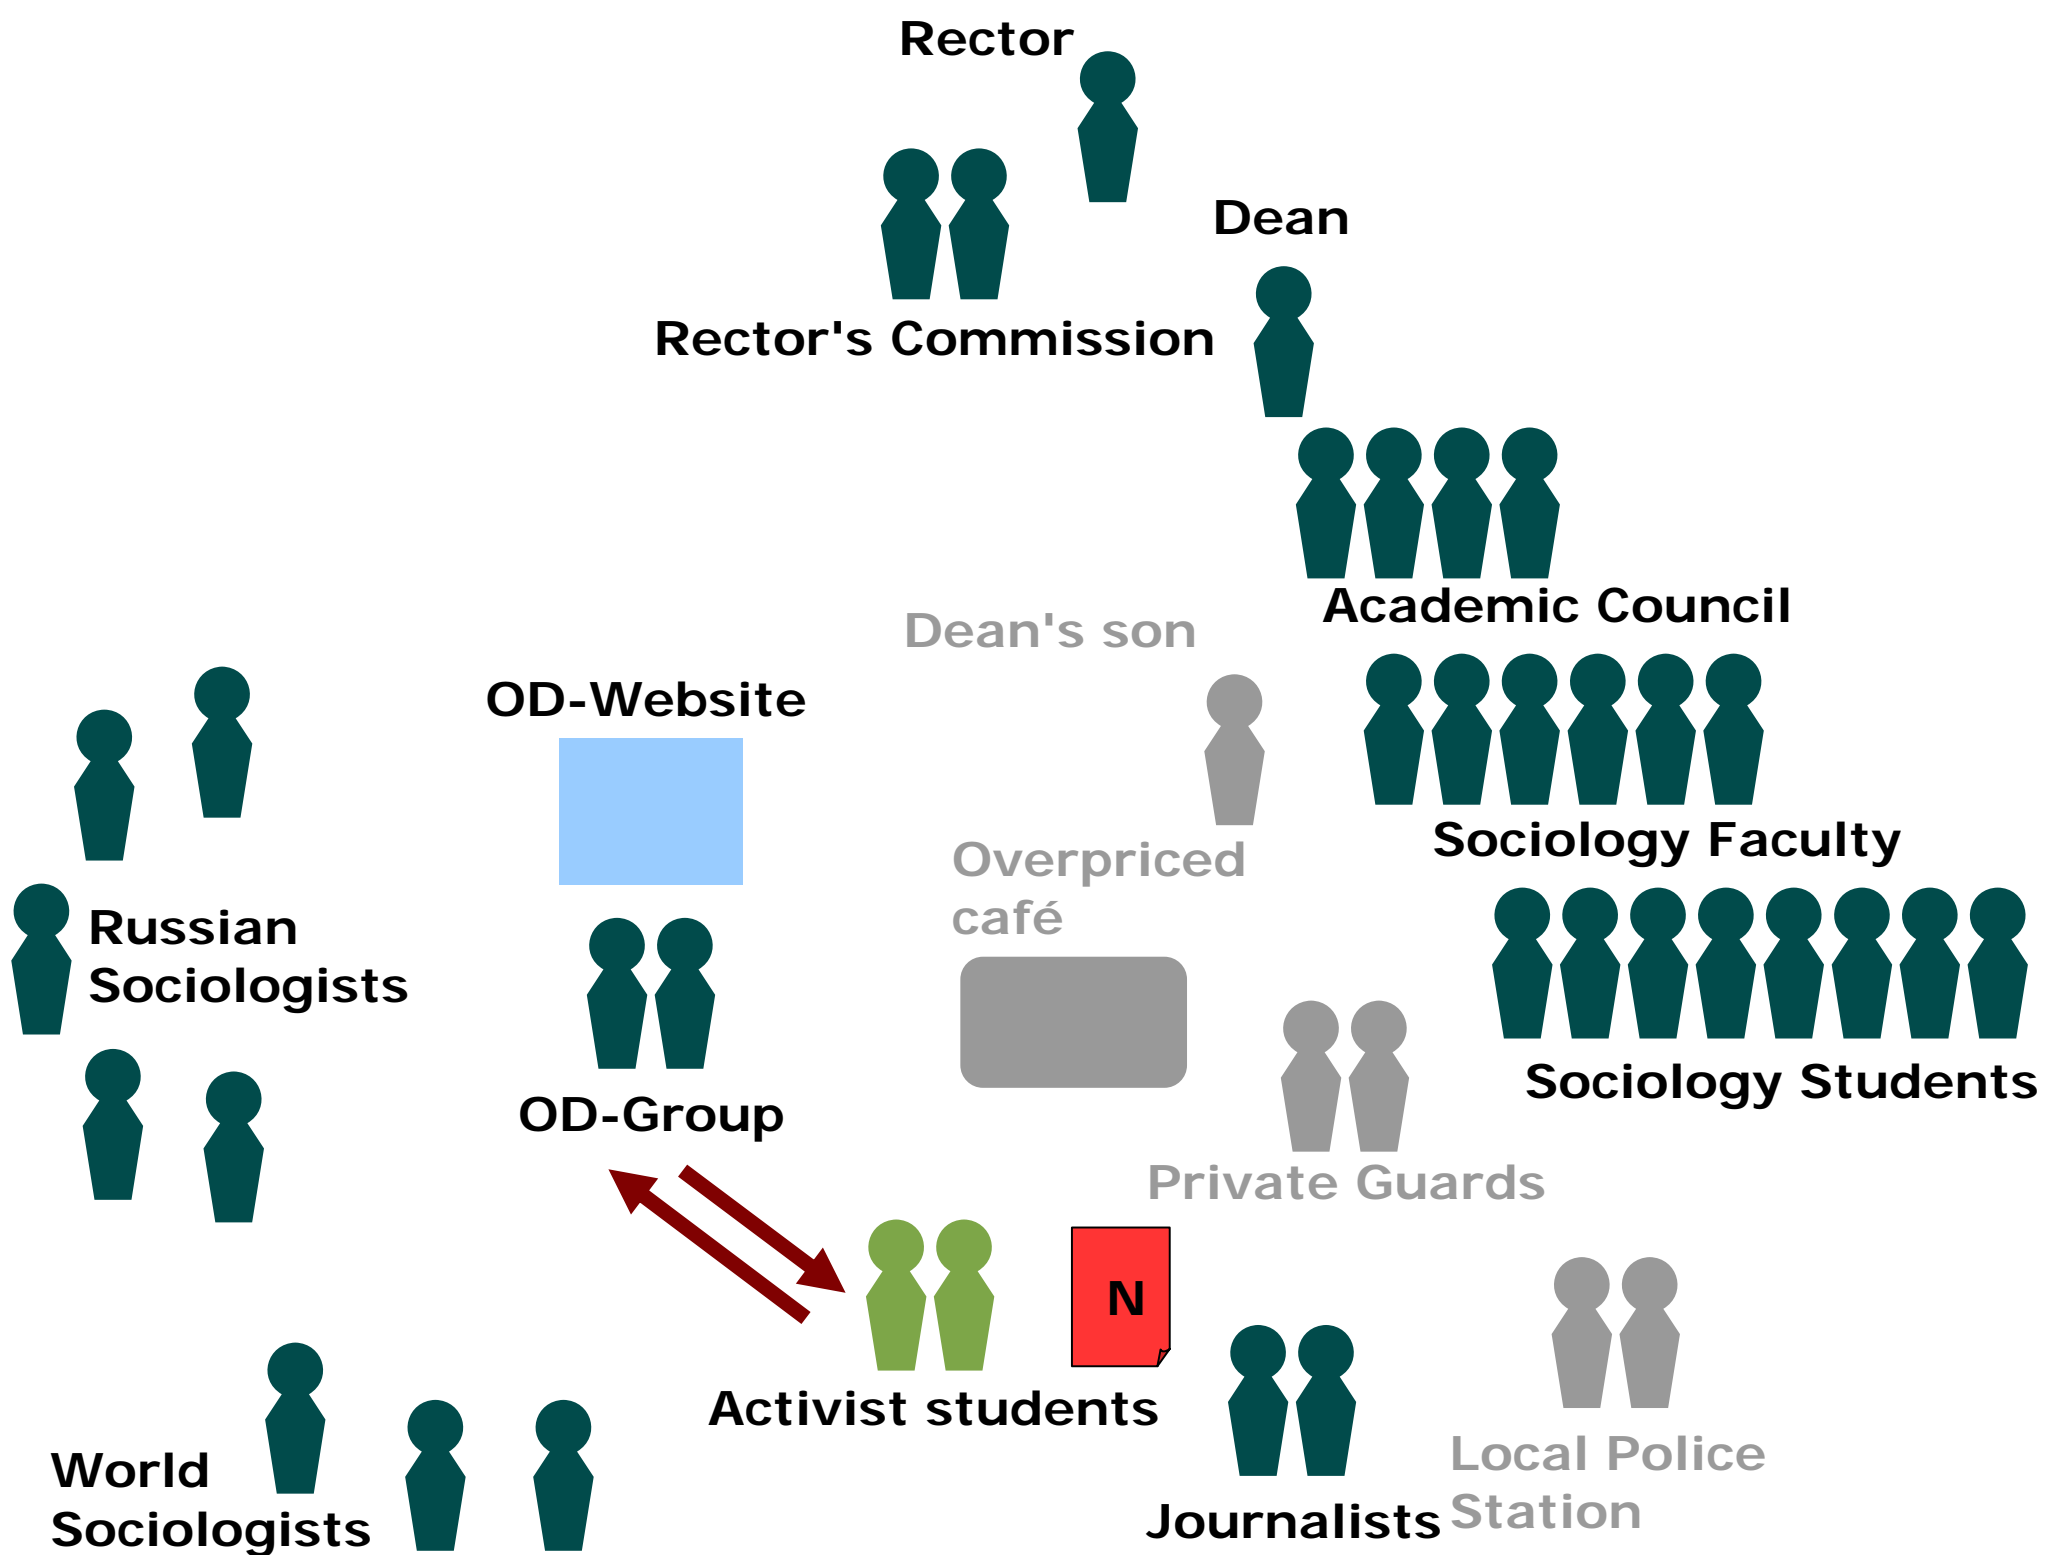 Rector
Dean
Rector's Commission
Academic Council
Dean's son
OD-Website
Sociology Faculty
Overpriced
café
Russian
Sociologists
Sociology Students
OD-Group
Private Guards
N
Activist students
World
Sociologists
Journalists
Local Police
Station